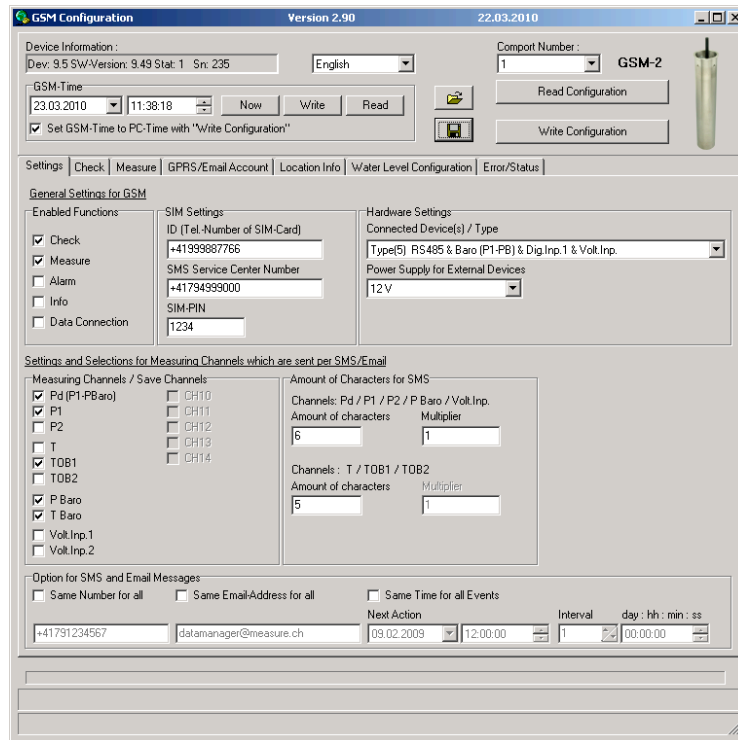 GSM Configuration Version 2.90 22.03.2010
Device Information :
Dev: 9.5 SW-Version: 9.49 Stat: 1 Sn: 235
English
Comport Number :
1
GSM-2
GSM-Time
23.03.2010 11:38:18 Now Write Read
Set GSM-Time to PC-Time with "Write Configuration"
Read Configuration
Write Configuration
Settings Check Measure GPRS/Email Account Location Info Water Level Configuration Error/Status
General Settings for GSM
Enabled Functions
Check
Measure
Alarm
Info
Data Connection
SIM Settings
ID (Tel.-Number of SIM-Card)
+41999887766
SMS Service Center Number
+41794999000
SIM-PIN
1234
Hardware Settings
Connected Device(s) / Type
Type(5) RS485 & Baro (P1-PB) & Dig.Inp.1 & Volt.Inp.
Power Supply for External Devices
12 V
Settings and Selections for Measuring Channels which are sent per SMS/Email
Measuring Channels / Save Channels
Pd (P1-PBaro) CH10
P1 CH11
P2 CH12
CH13
T
CH14
TOB1
TOB2
P Baro
T Baro
Volt.Inp.1
Volt.Inp.2
Amount of Characters for SMS
Channels: Pd / P1 / P2 / P Baro / Volt.Inp.
Amount of characters Multiplier
6 1
Channels : T / TOB1 / TOB2
Amount of characters Multiplier
5 1
Option for SMS and Email Messages
Same Number for all Same Email-Address for all Same Time for all Events
Next Action Interval day : hh : min : ss
+41791234567 datamanager@measure.ch 09.02.2009 12:00:00 1 00:00:00